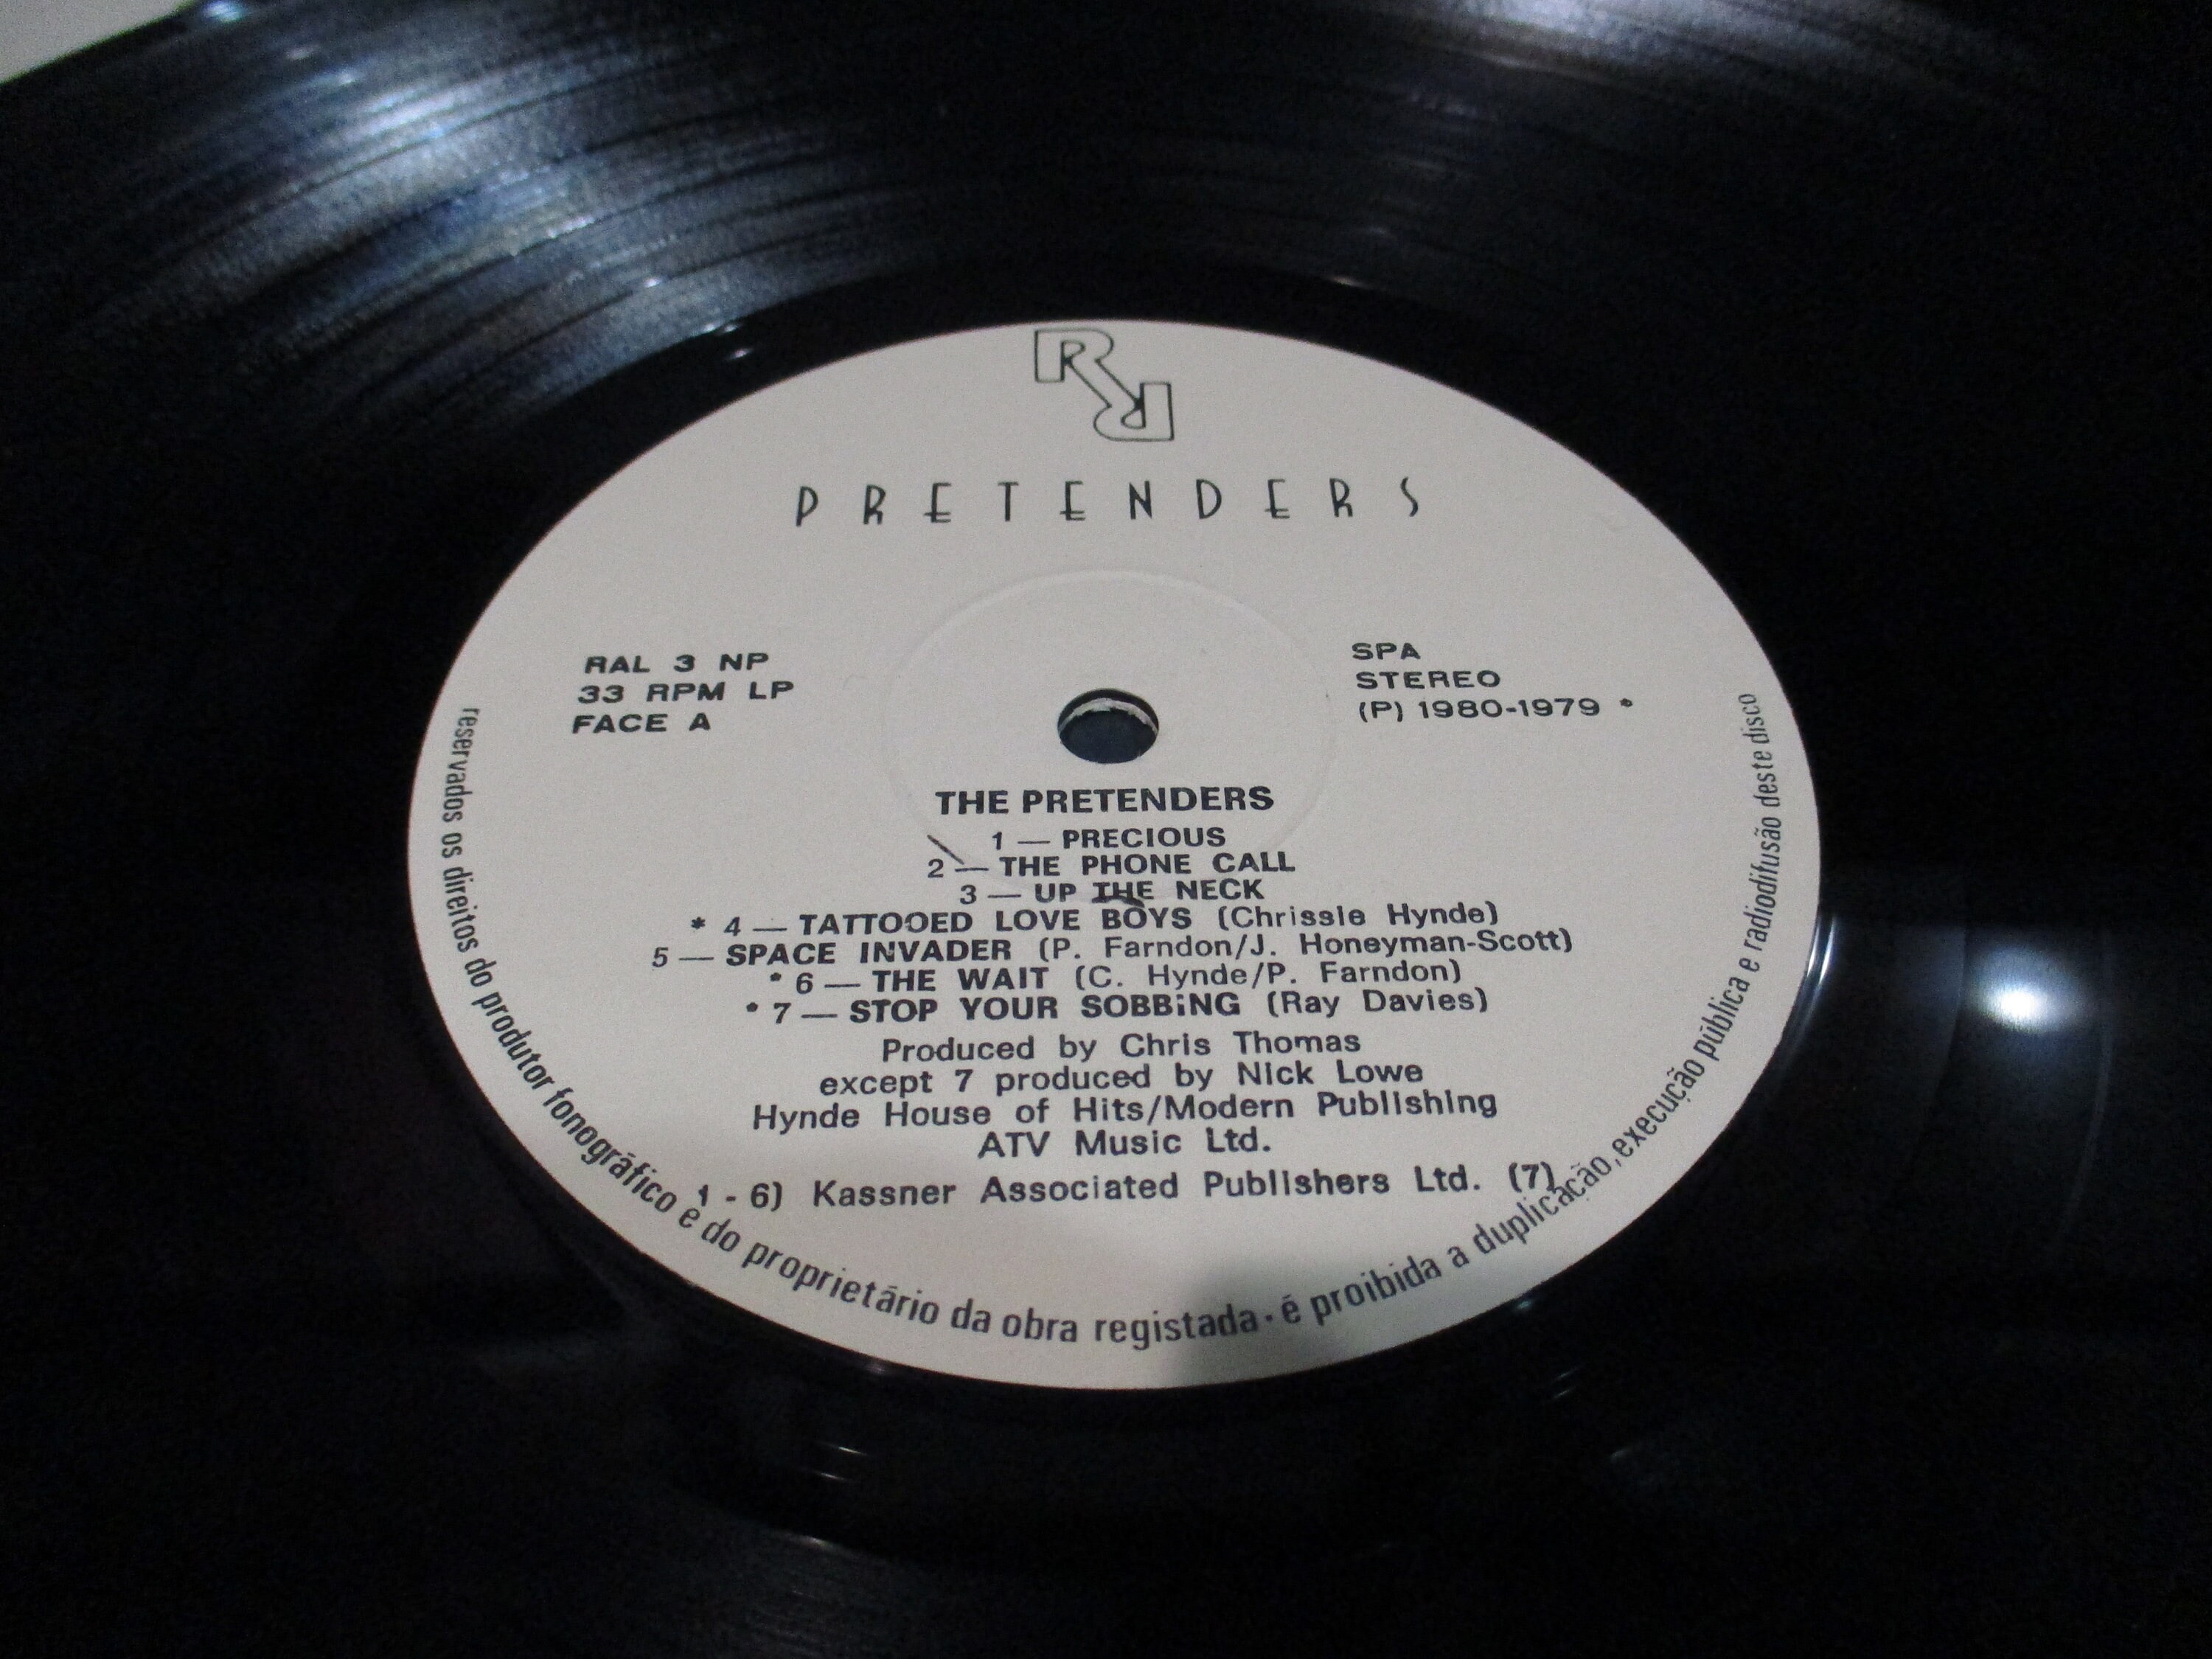 RR
PRETENDERS
RAL 3 NP
33 RPM LP
FACE A
SPA
STEREO
(P) 1980-1979 *
THE PRETENDERS
1 — PRECIOUS
2 — THE PHONE CALL
3 — UP THE NECK
* 4 — TATTOOED LOVE BOYS (Chrissie Hynde)
5 — SPACE INVADER (P. Farndon/J. Honeyman-Scott)
* 6 — THE WAIT (C. Hynde/P. Farndon)
* 7 — STOP YOUR SOBBiNG (Ray Davies)
Produced by Chris Thomas
except 7 produced by Nick Lowe
Hynde House of Hits/Modern Publishing
ATV Music Ltd.
1 - 6) Kassner Associated Publishers Ltd. (7)
reservados os direitos do produtor fonográfico e do proprietário da obra registada · é proibida a duplicação, execução pública e radiodifusão deste disco